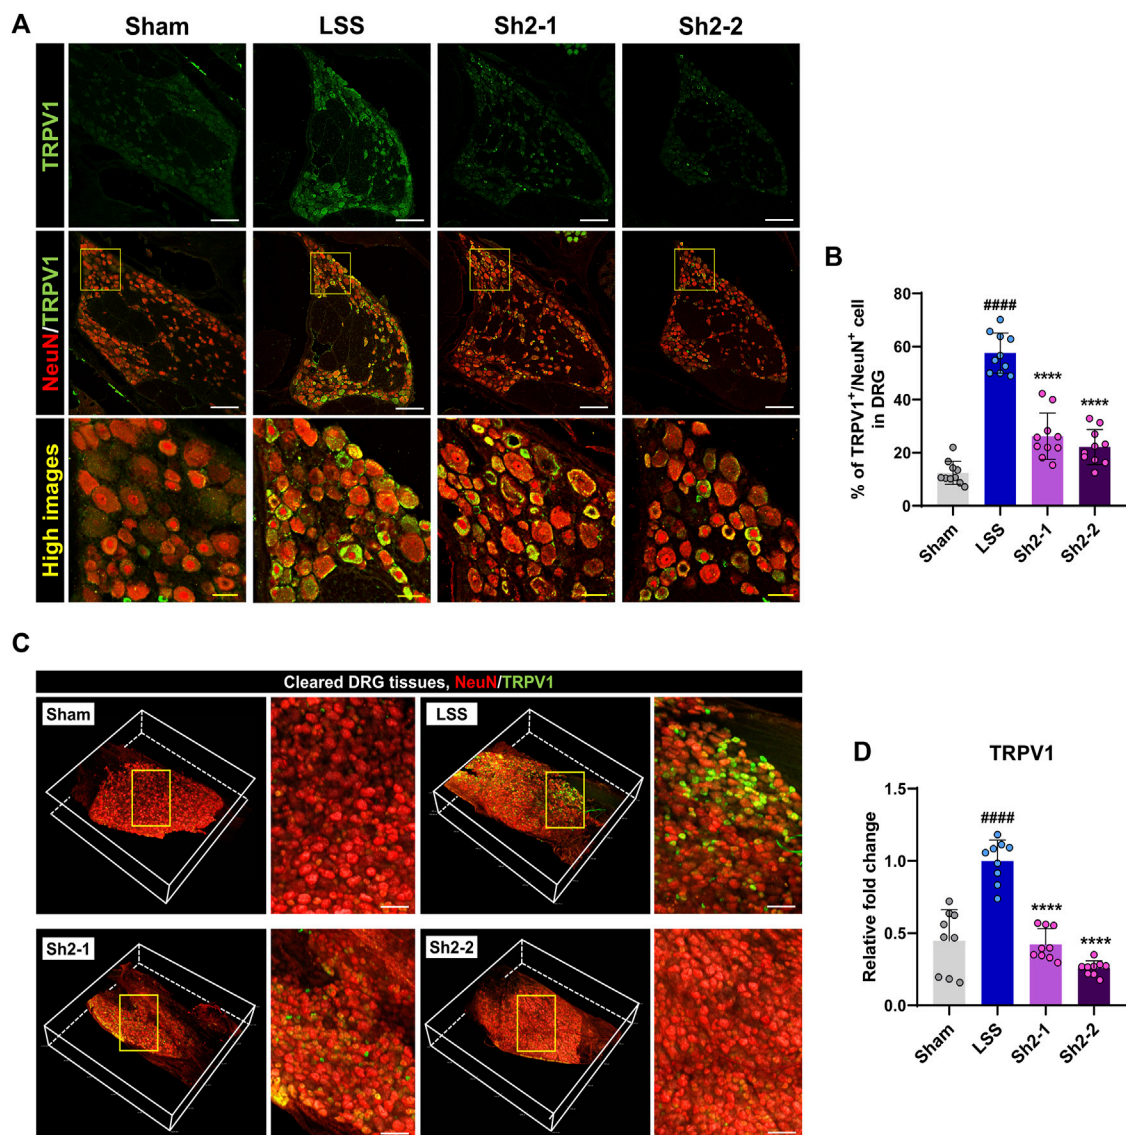 A
Sham
LSS
Sh2-1
Sh2-2
TRPV1
NeuN/TRPV1
High images
B
% of TRPV1⁺/NeuN⁺ cell
in DRG
80
60
40
20
0
####
****
****
Sham
LSS
Sh2-1
Sh2-2
C
Cleared DRG tissues, NeuN/TRPV1
Sham
LSS
Sh2-1
Sh2-2
D
TRPV1
Relative fold change
1.5
1.0
0.5
0.0
####
****
****
Sham
LSS
Sh2-1
Sh2-2